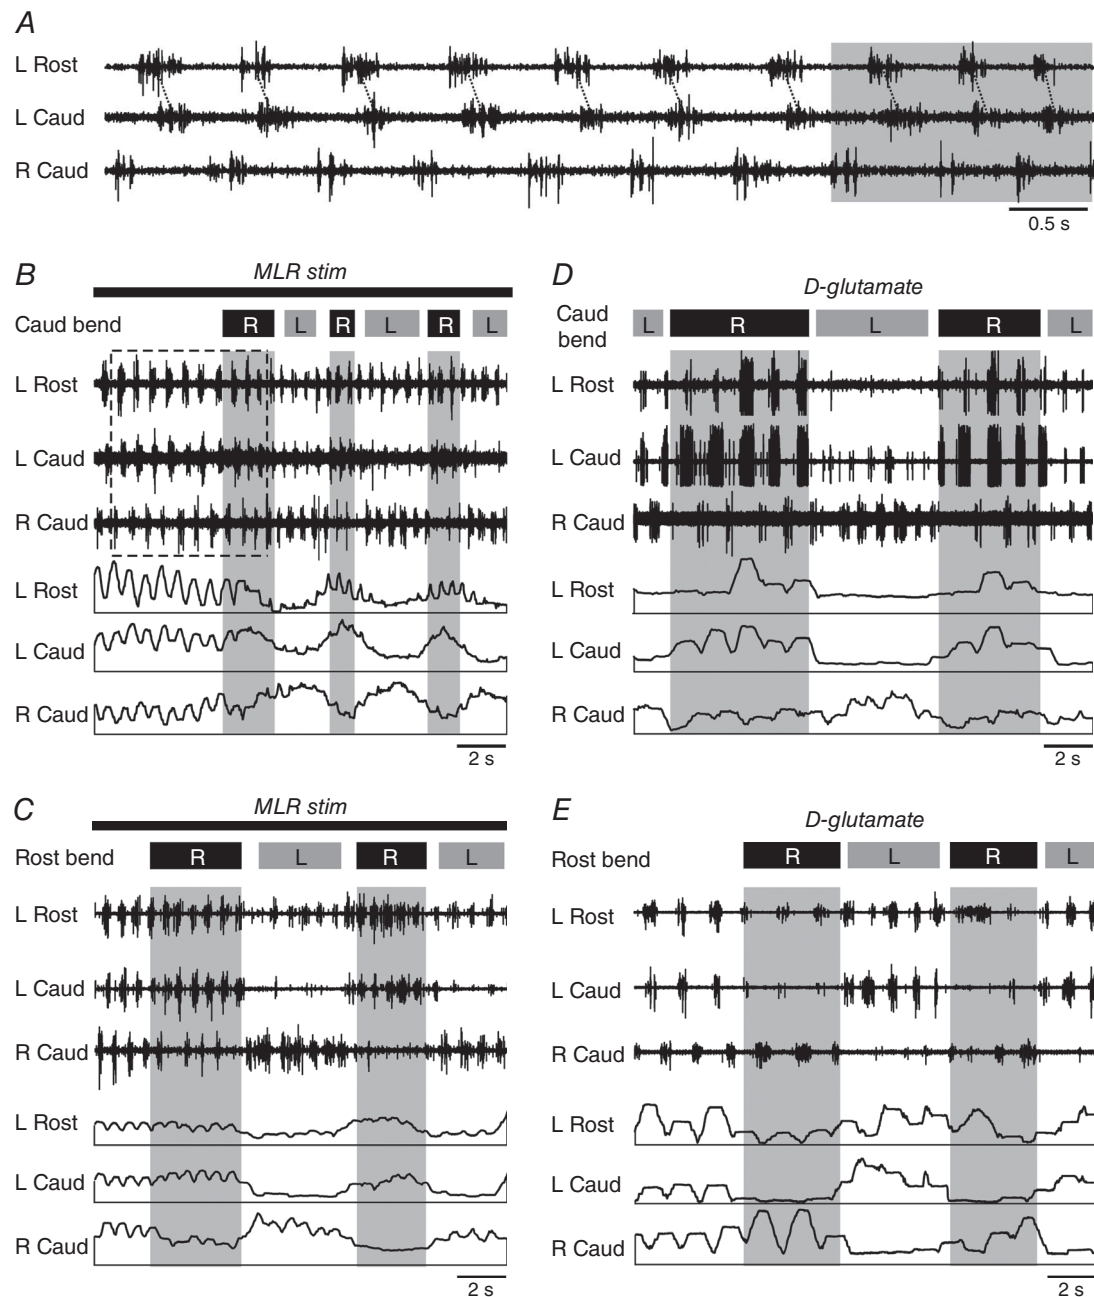 A
L Rost
L Caud
R Caud
0.5 s
B
MLR stim
Caud bend R L R L R L
L Rost
L Caud
R Caud
L Rost
L Caud
R Caud
2 s
D
D-glutamate
Caud
bend
L R L R L
L Rost
L Caud
R Caud
L Rost
L Caud
R Caud
2 s
C
MLR stim
Rost bend R L R L
L Rost
L Caud
R Caud
L Rost
L Caud
R Caud
2 s
E
D-glutamate
Rost bend R L R L
L Rost
L Caud
R Caud
L Rost
L Caud
R Caud
2 s